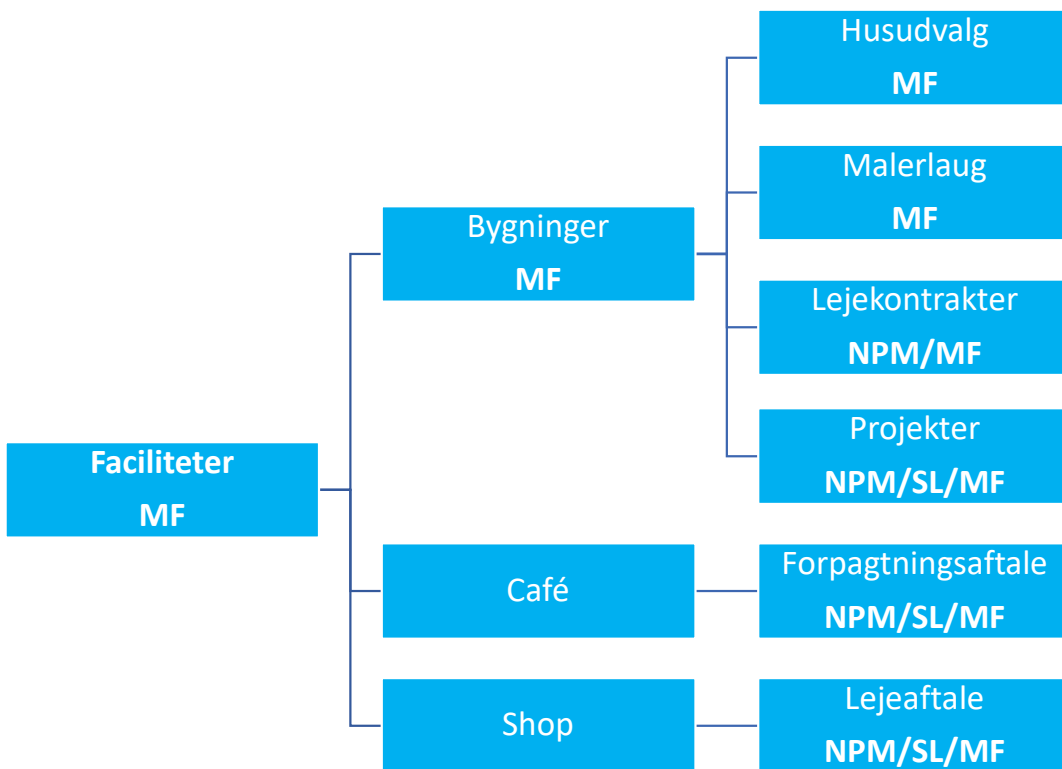 Faciliteter
MF
Bygninger
MF
Husudvalg
MF
Malerlaug
MF
Lejekontrakter
NPM/MF
Projekter
NPM/SL/MF
Café
Forpagtningsaftale
NPM/SL/MF
Shop
Lejeaftale
NPM/SL/MF